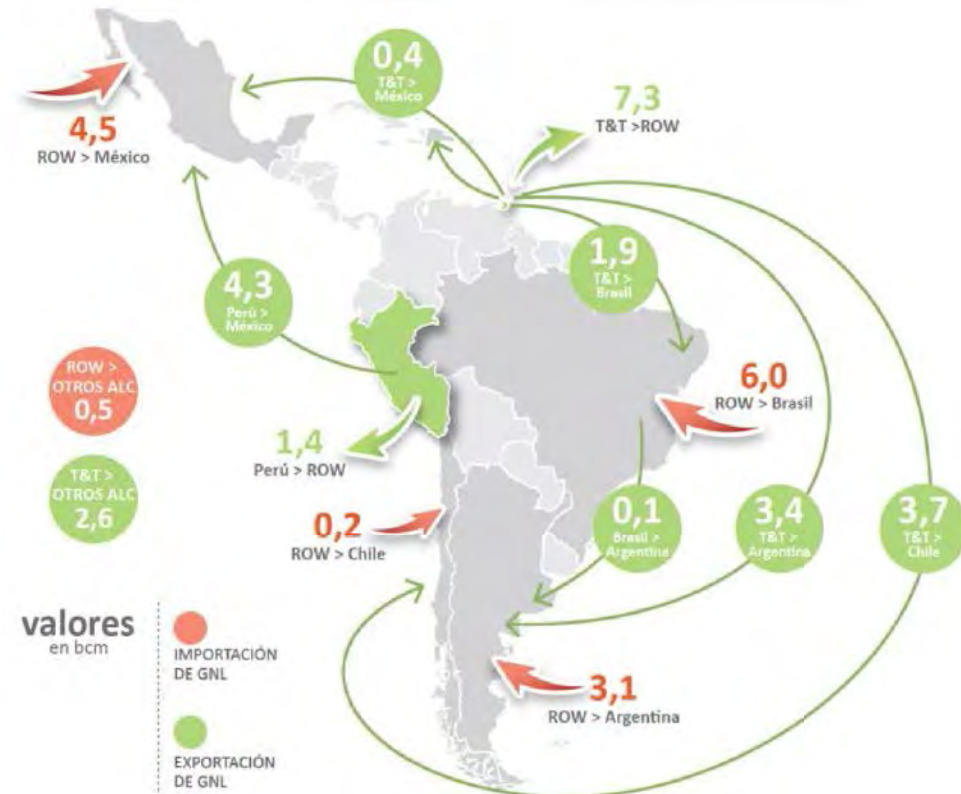 0,4
T&T >
México
7,3
T&T >ROW
4,5
ROW > México
1,9
T&T >
Brasil
4,3
Perú >
México
ROW >
OTROS ALC
0,5
6,0
ROW > Brasil
1,4
Perú > ROW
T&T >
OTROS ALC
2,6
0,2
ROW > Chile
0,1
Brasil >
Argentina
3,4
T&T >
Argentina
3,7
T&T >
Chile
valores
en bcm
IMPORTACIÓN
DE GNL
3,1
ROW > Argentina
EXPORTACIÓN
DE GNL